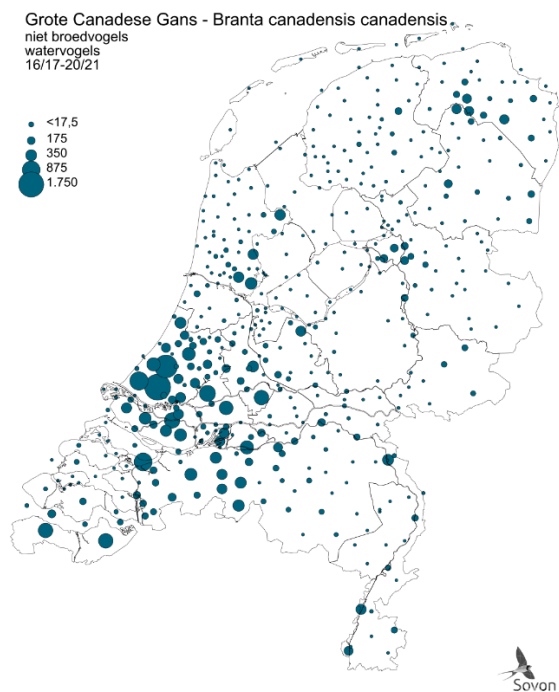 Grote Canadese Gans - Branta canadensis canadensis
niet broedvogels
watervogels
16/17-20/21
<17,5
175
350
875
1.750
Sovon